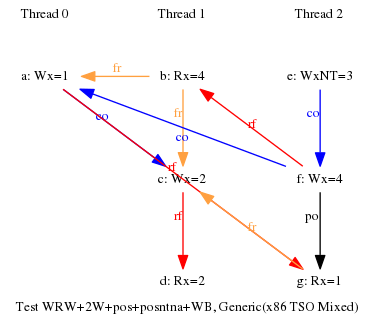 Thread 0 Thread 1 Thread 2
a: Wx=1 fr b: Rx=4 e: WxNT=3
co fr co rf co
rf
c: Wx=2 f: Wx=4
rf fr po
d: Rx=2 g: Rx=1
Test WRW+2W+pos+posntna+WB, Generic(x86 TSO Mixed)